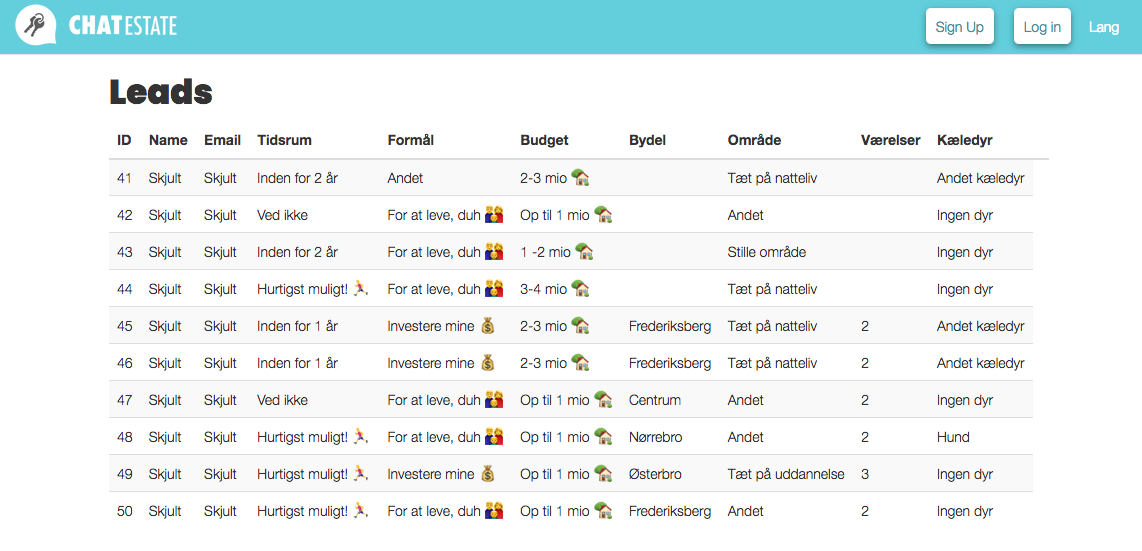 CHATESTATE Sign Up Log in Lang
Leads
ID Name Email Tidsrum Formål Budget Bydel Område Værelser Kæledyr
41 Skjult Skjult Inden for 2 år Andet 2-3 mio 🏡 Tæt på natteliv Andet kæledyr
42 Skjult Skjult Ved ikke For at leve, duh 👪 Op til 1 mio 🏡 Andet Ingen dyr
43 Skjult Skjult Inden for 2 år For at leve, duh 👪 1 -2 mio 🏡 Stille område Ingen dyr
44 Skjult Skjult Hurtigst muligt! 🏃 For at leve, duh 👪 3-4 mio 🏡 Tæt på natteliv Ingen dyr
45 Skjult Skjult Inden for 1 år Investere mine 💰 2-3 mio 🏡 Frederiksberg Tæt på natteliv 2 Andet kæledyr
46 Skjult Skjult Inden for 1 år Investere mine 💰 2-3 mio 🏡 Frederiksberg Tæt på natteliv 2 Andet kæledyr
47 Skjult Skjult Ved ikke For at leve, duh 👪 Op til 1 mio 🏡 Centrum Andet 2 Ingen dyr
48 Skjult Skjult Hurtigst muligt! 🏃 For at leve, duh 👪 Op til 1 mio 🏡 Nørrebro Andet 2 Hund
49 Skjult Skjult Hurtigst muligt! 🏃 Investere mine 💰 Op til 1 mio 🏡 Østerbro Tæt på uddannelse 3 Ingen dyr
50 Skjult Skjult Hurtigst muligt! 🏃 For at leve, duh 👪 Op til 1 mio 🏡 Frederiksberg Andet 2 Ingen dyr